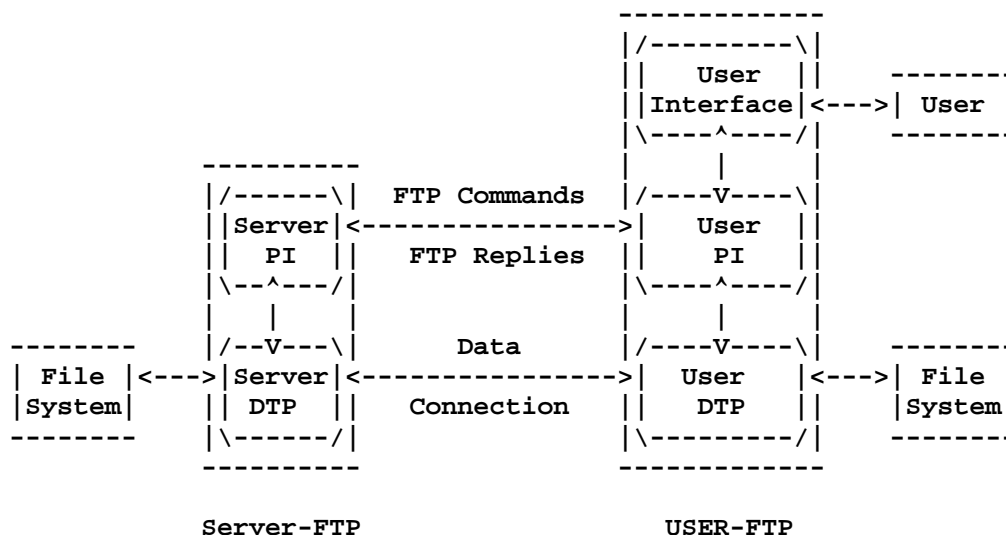 -------------
                                            |/---------\|
                                            ||   User  ||    --------
                                            ||Interface|<--->| User |
                                            |\----^----/|    --------
                  ----------                |     |     |
                  |/------\|  FTP Commands  |/----V----\|
                  ||Server|<---------------->|   User  ||
                  ||  PI  ||   FTP Replies  ||    PI   ||
                  |\--^---/|                |\----^----/|
                  |   |    |                |     |     |
      --------    |/--V---\|      Data      |/----V----\|    --------
      | File |<--->|Server|<---------------->|  User   |<--->| File |
      |System|    || DTP  ||   Connection   ||   DTP   ||    |System|
      --------    |\------/|                |\---------/|    --------
                  ----------                -------------

                  Server-FTP                   USER-FTP